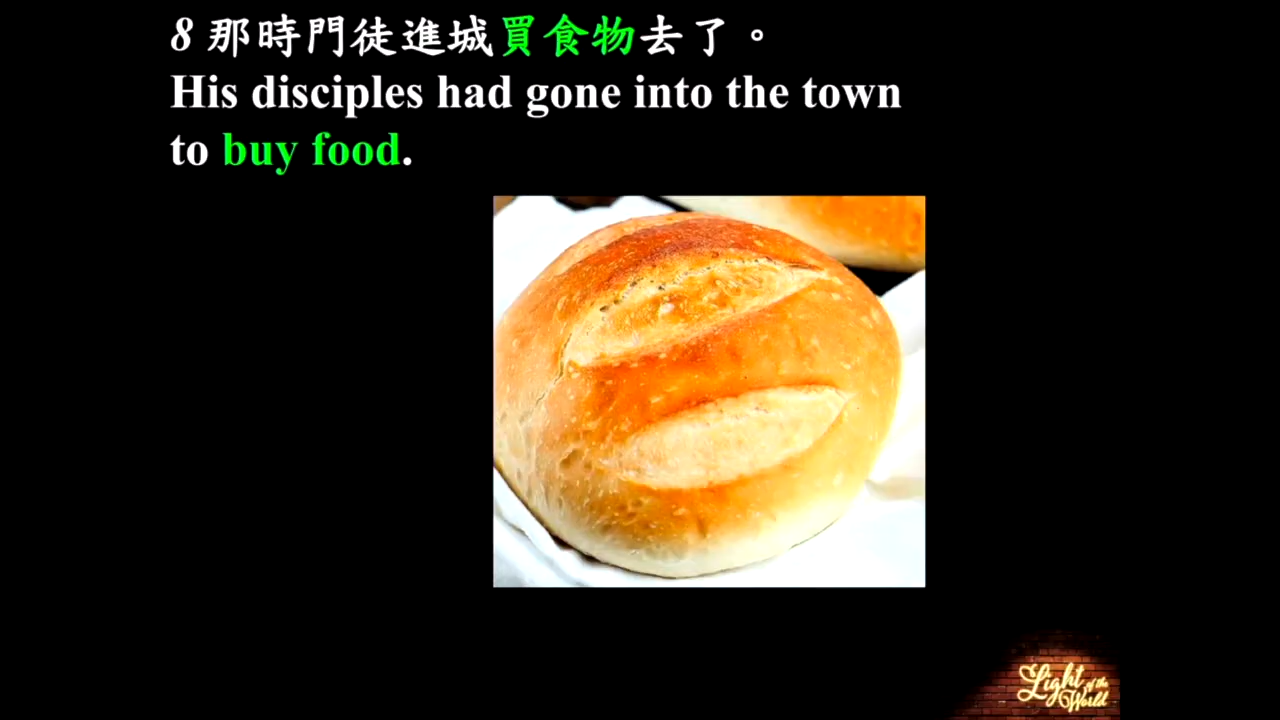 8 那時門徒進城買食物去了。
His disciples had gone into the town
to buy food.
Light of the
World